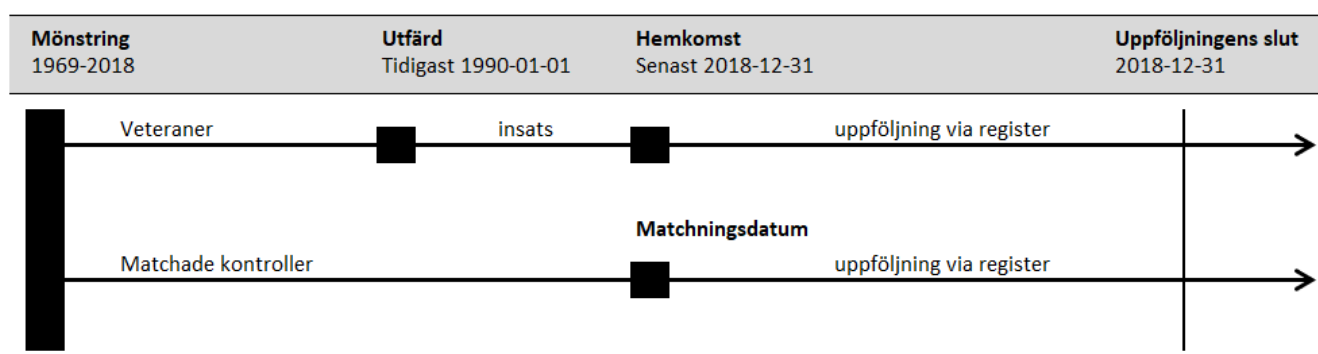 Mönstring
1969-2018
Utfärd
Tidigast 1990-01-01
Hemkomst
Senast 2018-12-31
Uppföljningens slut
2018-12-31
Veteraner
insats
uppföljning via register
Matchningsdatum
Matchade kontroller
uppföljning via register